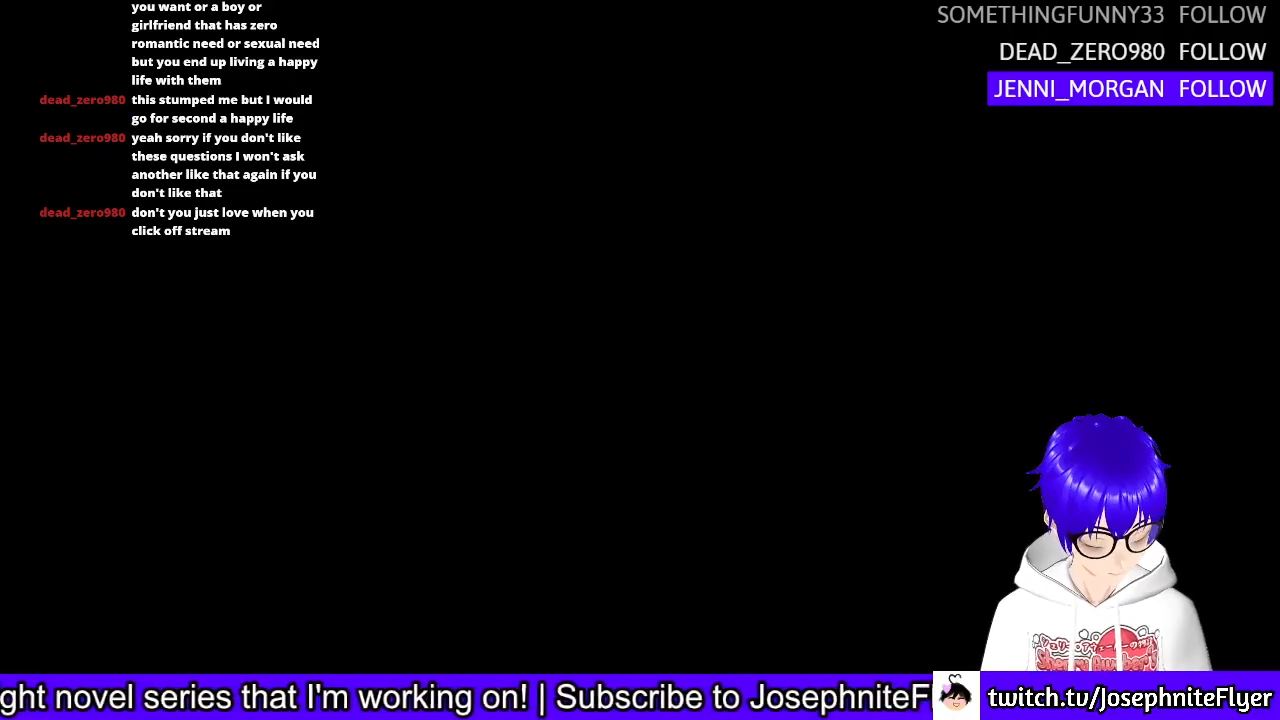 you want or a boy or
girlfriend that has zero
romantic need or sexual need
but you end up living a happy
life with them
dead_zero980 this stumped me but I would
go for second a happy life
dead_zero980 yeah sorry if you don't like
these questions I won't ask
another like that again if you
don't like that
dead_zero980 don't you just love when you
click off stream
SOMETHINGFUNNY33 FOLLOW
DEAD_ZERO980 FOLLOW
JENNI_MORGAN FOLLOW
ght novel series that I'm working on! | Subscribe to JosephniteF
twitch.tv/JosephniteFlyer